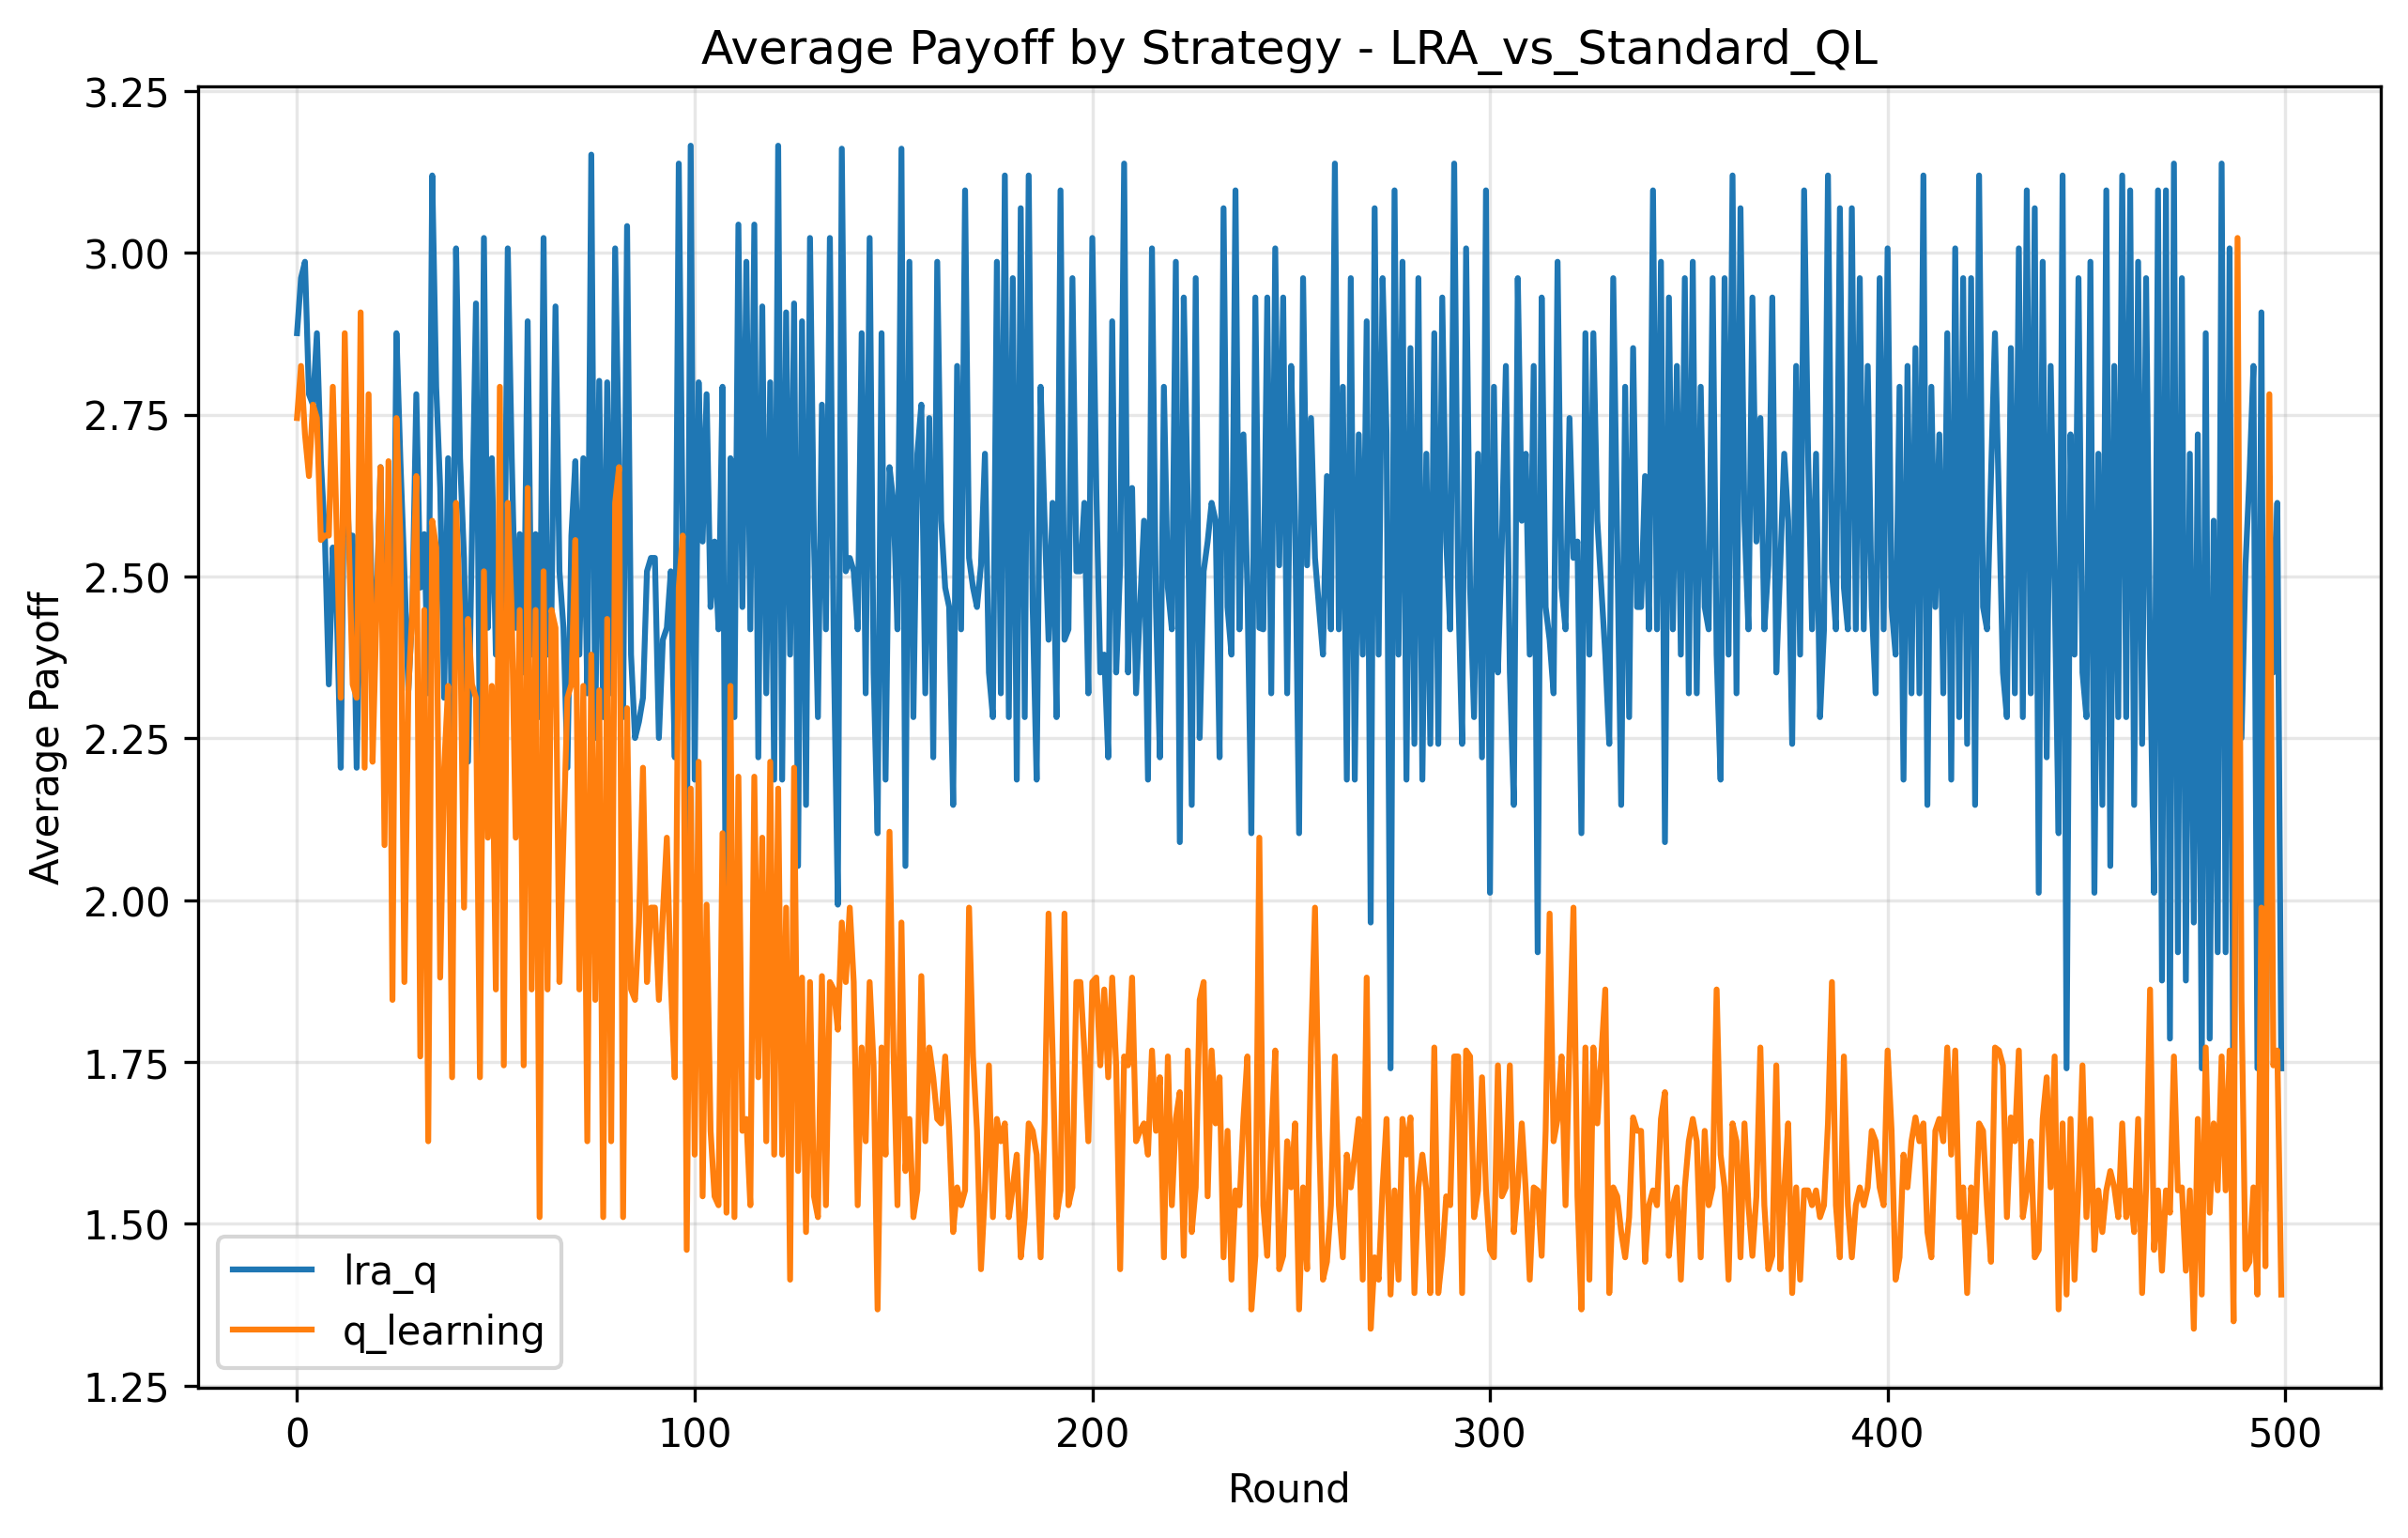 Average Payoff by Strategy - LRA_vs_Standard_QL
3.25
3.00
2.75
2.50
2.25
2.00
1.75
1.50
1.25
Average Payoff
lra_q
q_learning
0 100 200 300 400 500
Round